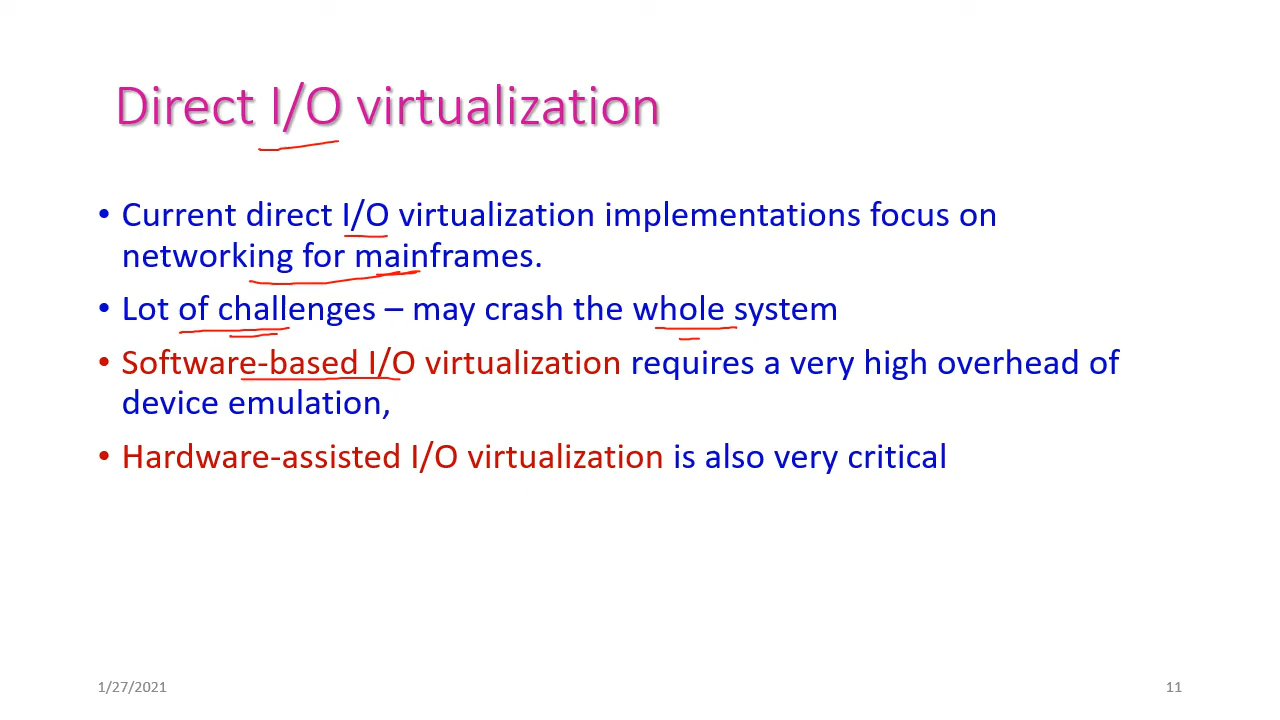 Direct I/O virtualization
• Current direct I/O virtualization implementations focus on
networking for mainframes.
• Lot of challenges – may crash the whole system
• Software-based I/O virtualization requires a very high overhead of
device emulation,
• Hardware-assisted I/O virtualization is also very critical
1/27/2021
11